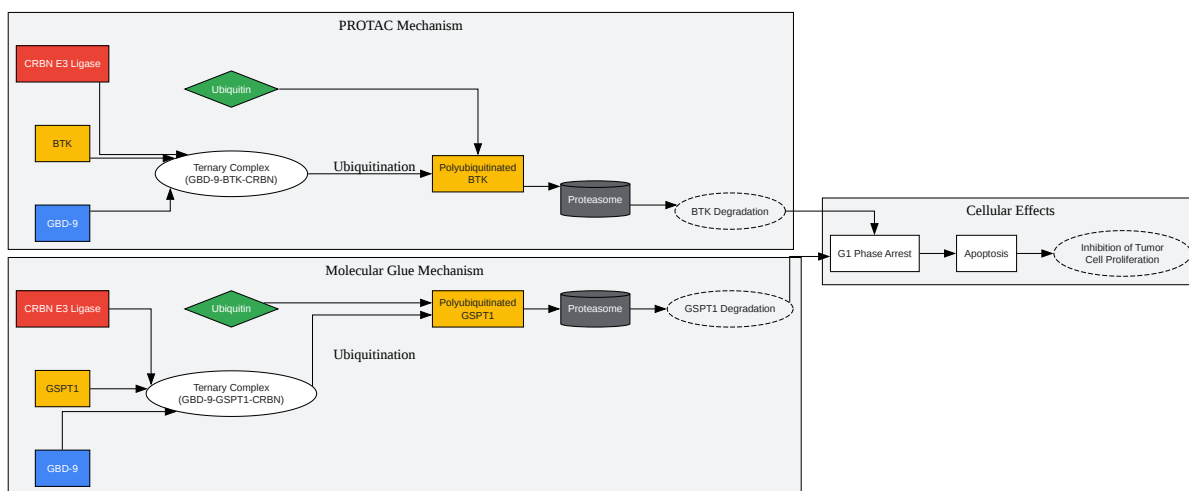 PROTAC Mechanism
CRBN E3 Ligase
Ubiquitin
BTK
Ternary Complex
(GBD-9-BTK-CRBN)
Ubiquitination
Polyubiquitinated
BTK
Proteasome
BTK Degradation
GBD-9
Cellular Effects
G1 Phase Arrest
Apoptosis
Inhibition of Tumor
Cell Proliferation
Molecular Glue Mechanism
CRBN E3 Ligase
Ubiquitin
Polyubiquitinated
GSPT1
Proteasome
GSPT1 Degradation
Ubiquitination
GSPT1
Ternary Complex
(GBD-9-GSPT1-CRBN)
GBD-9